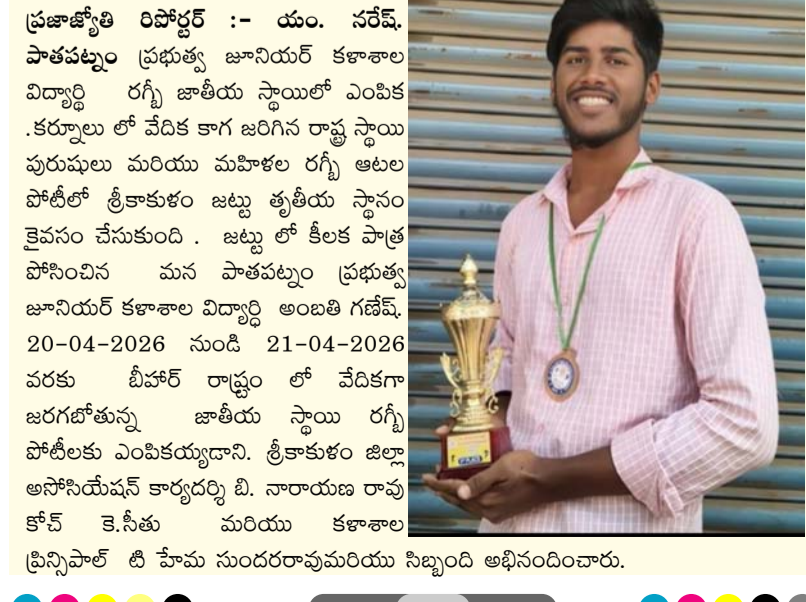 ప్రజాజ్యోతి రిపోర్టర్ :- యం. నరేష్.
పాతపట్నం ప్రభుత్వ జూనియర్ కళాశాల
విద్యార్థి రగ్బీ జాతీయ స్థాయిలో ఎంపిక
.కర్నూలు లో వేదిక కాగ జరిగిన రాష్ట్ర స్థాయి
పురుషులు మరియు మహిళల రగ్బీ ఆటల
పోటీలో శ్రీకాకుళం జట్టు తృతీయ స్థానం
కైవసం చేసుకుంది . జట్టు లో కీలక పాత్ర
పోసించిన మన పాతపట్నం ప్రభుత్వ
జూనియర్ కళాశాల విద్యార్ధి అంబతి గణేష్.
20-04-2026 నుండి 21-04-2026
వరకు బీహార్ రాష్ట్రం లో వేదికగా
జరగబోతున్న జాతీయ స్థాయి రగ్బీ
పోటీలకు ఎంపికయ్యడాని. శ్రీకాకుళం జిల్లా
అసోసియేషన్ కార్యదర్శి బి. నారాయణ రావు
కోచ్ కె.సీతు మరియు కళాశాల
ప్రిన్సిపాల్ టి హేమ సుందరరావుమరియు సిబ్బంది అభినందించారు.